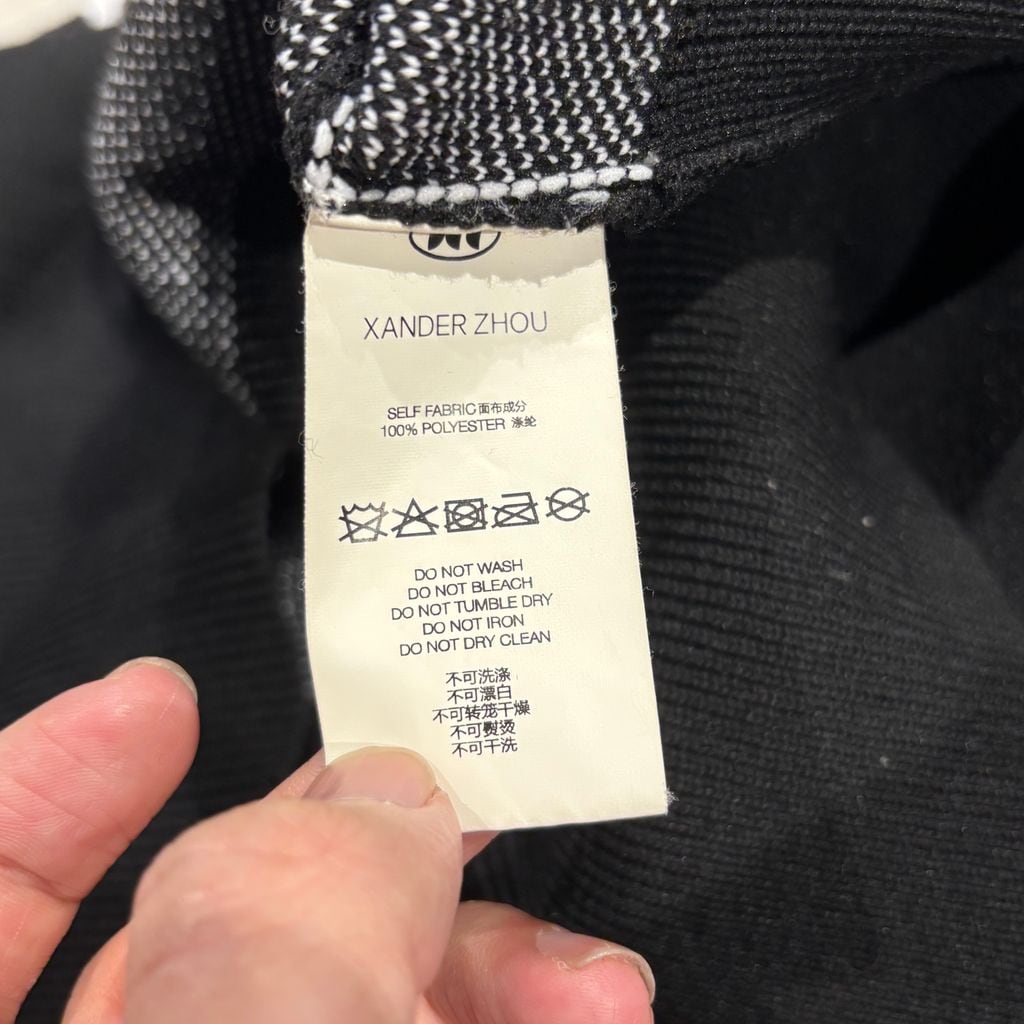 XANDER ZHOU
SELF FABRIC 面布成分
100% POLYESTER 涤纶
DO NOT WASH
DO NOT BLEACH
DO NOT TUMBLE DRY
DO NOT IRON
DO NOT DRY CLEAN
不可洗涤
不可漂白
不可转笼干燥
不可熨烫
不可干洗